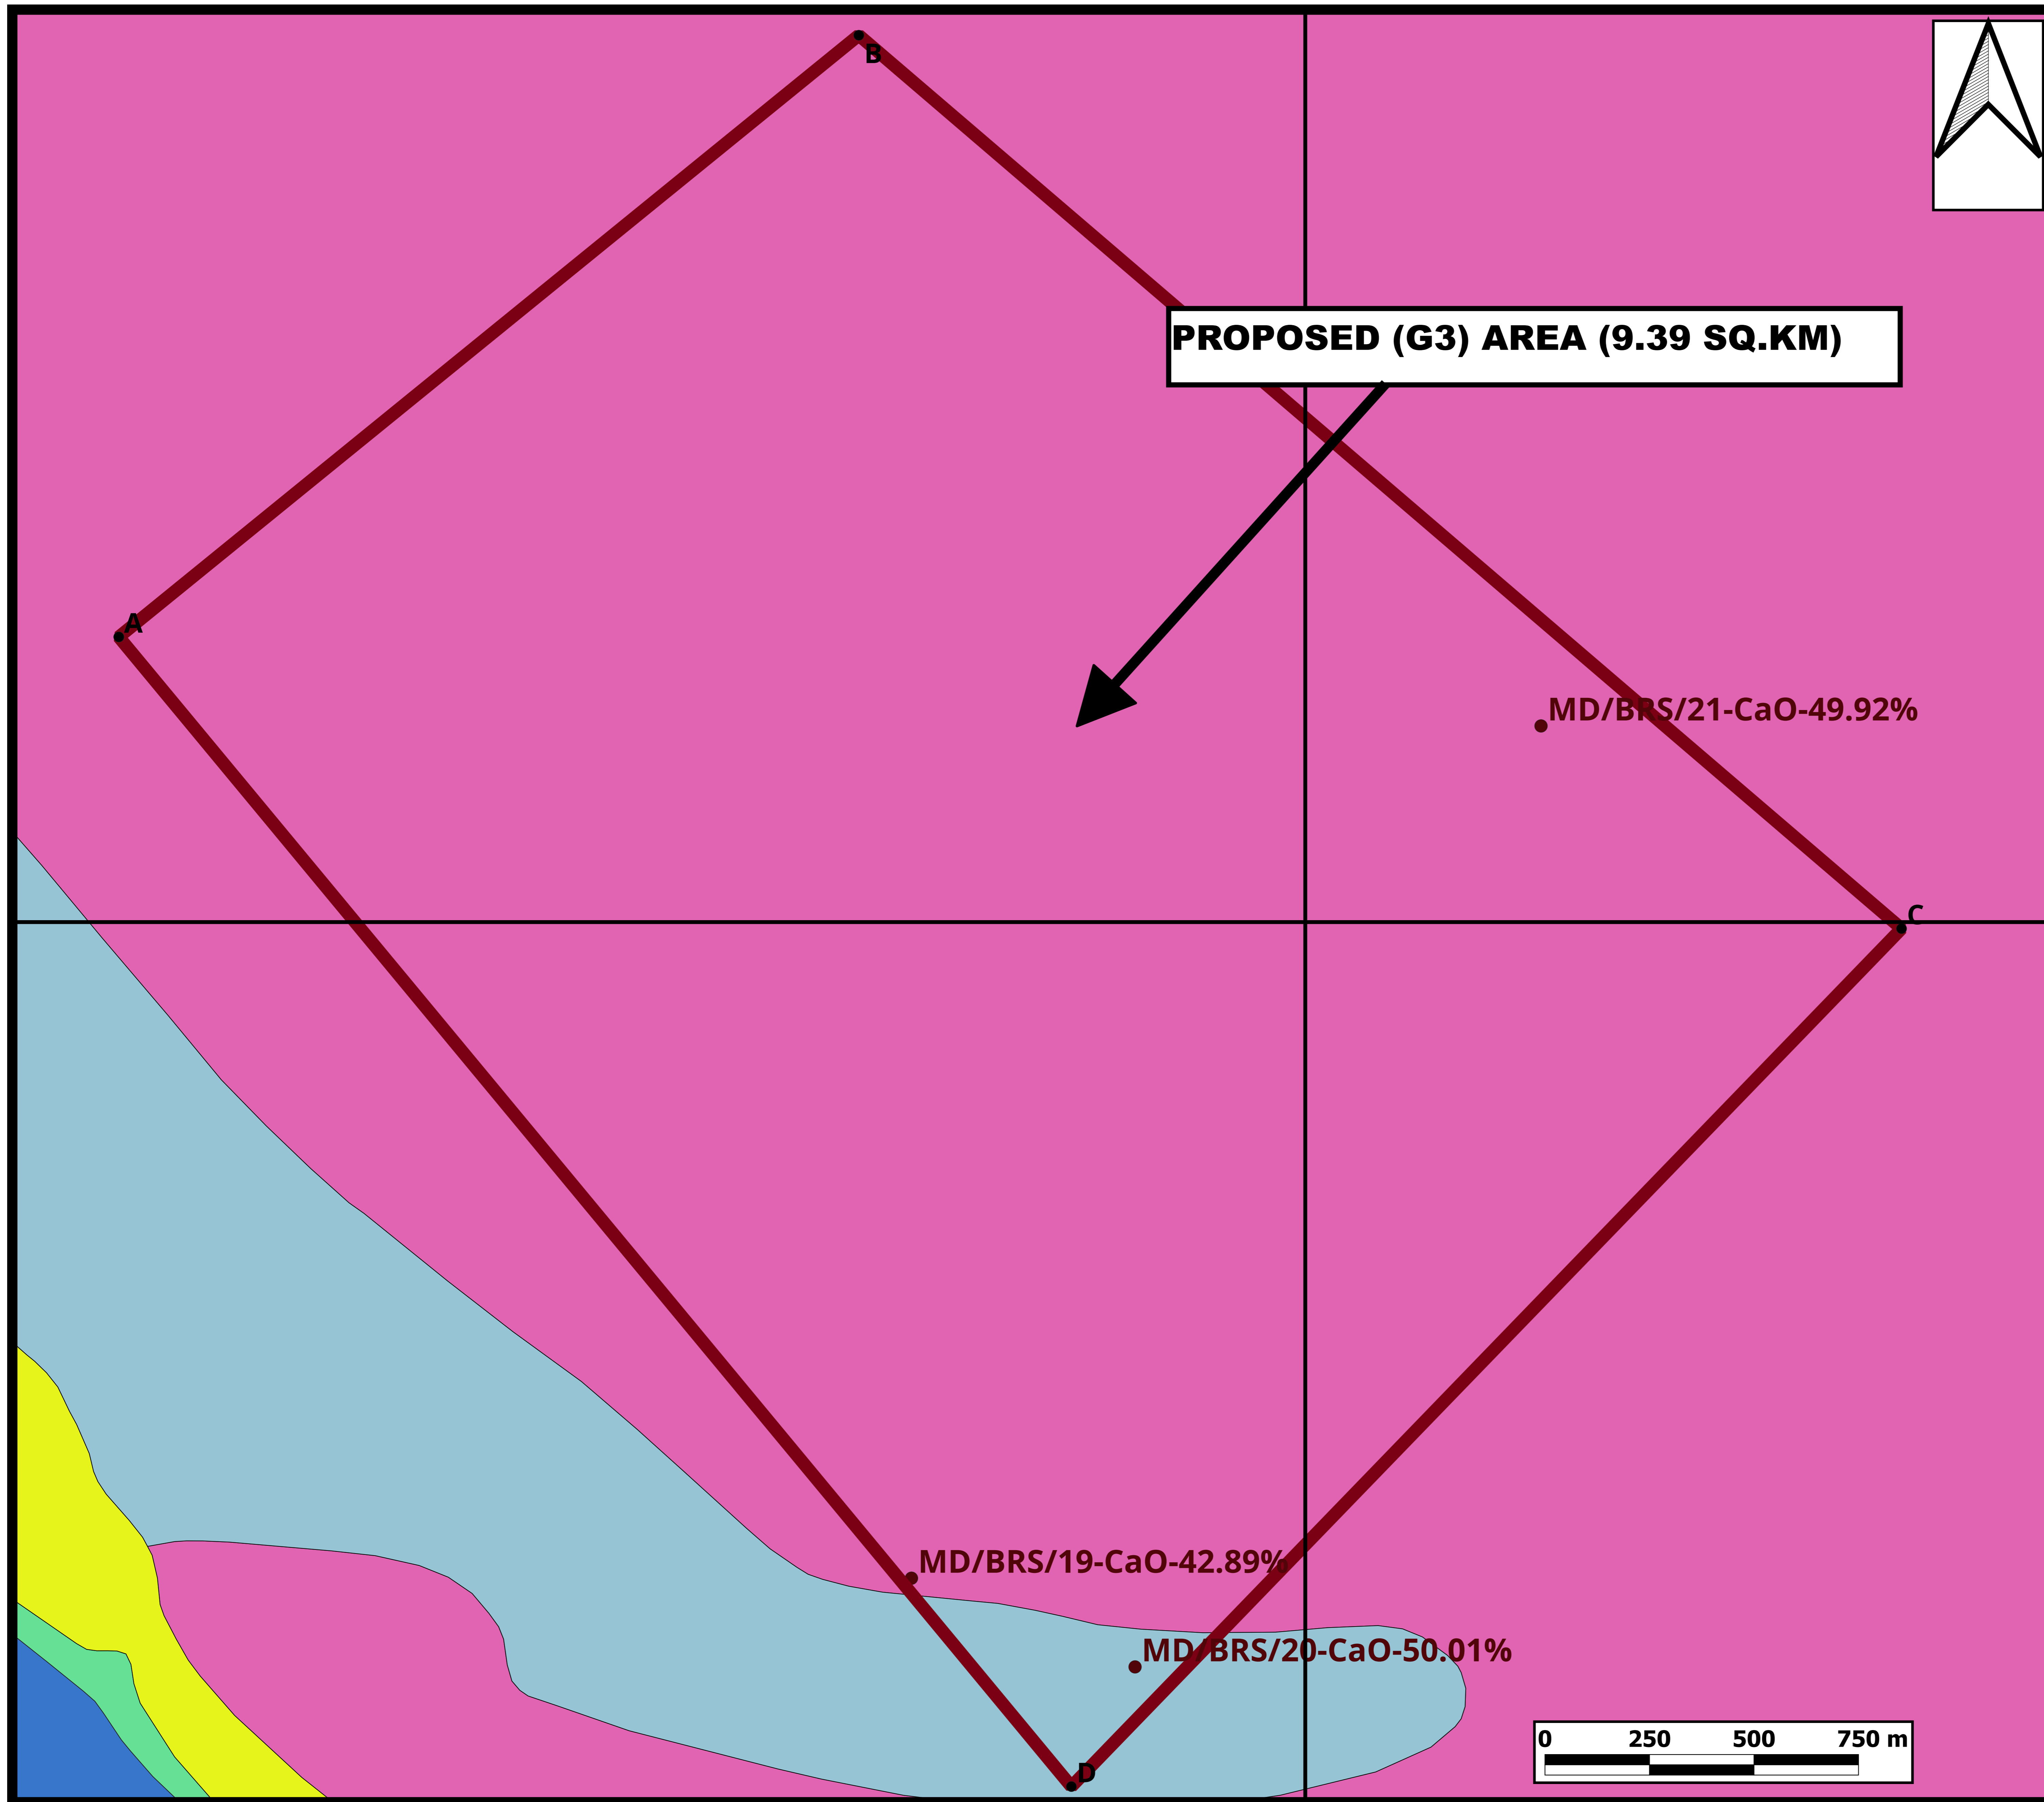 B
PROPOSED (G3) AREA (9.39 SQ.KM)
A
MD/BRS/21-CaO-49.92%
C
MD/BRS/19-CaO-42.89%
MD/BRS/20-CaO-50.01%
0 250 500 750 m
D